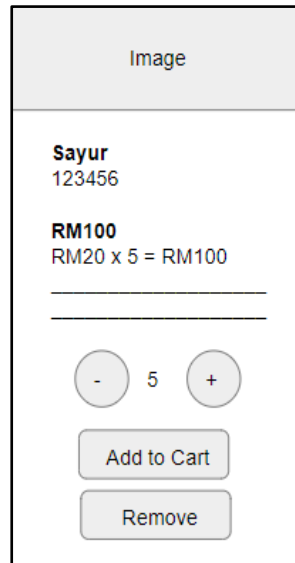 Image
Sayur
123456
RM100
RM20 x 5 = RM100
- 5 +
Add to Cart
Remove